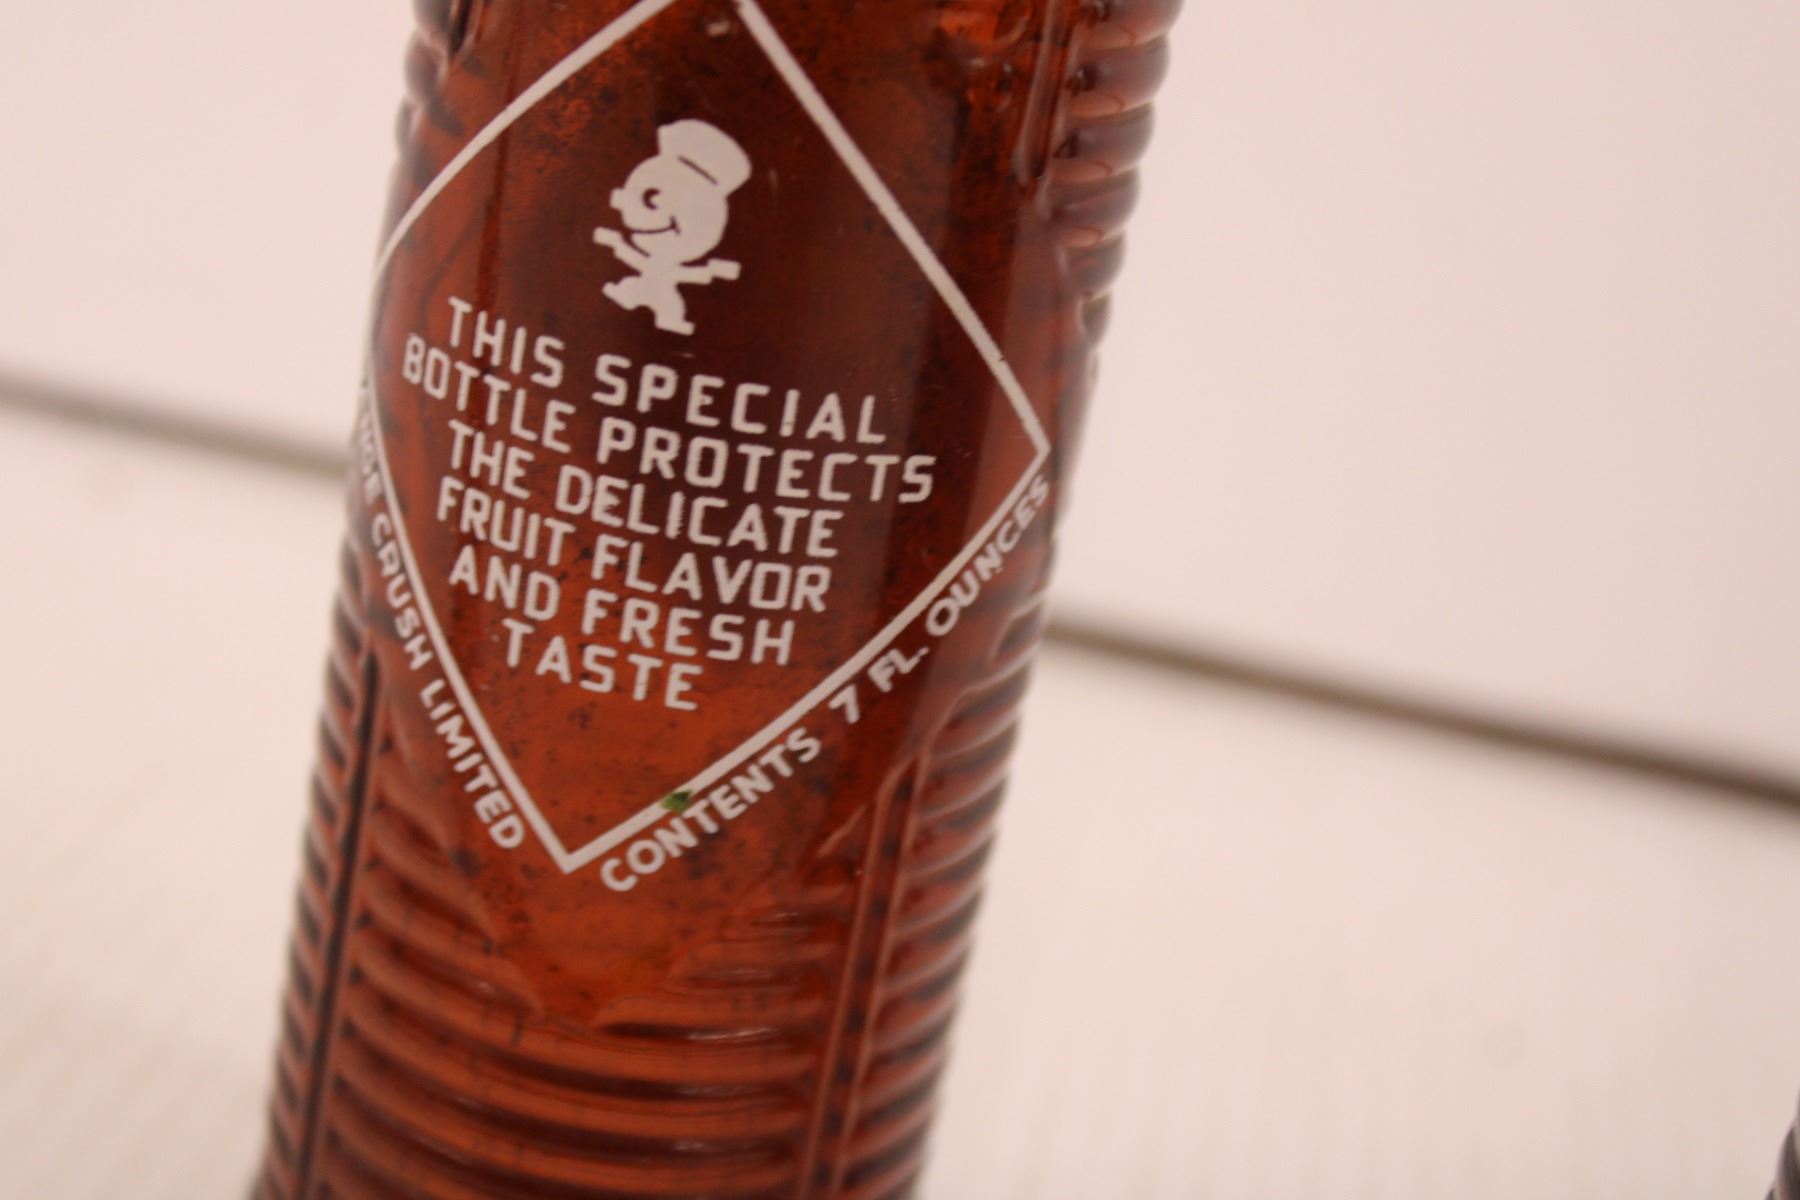 THIS SPECIAL
BOTTLE PROTECTS
THE DELICATE
FRUIT FLAVOR
AND FRESH
TASTE
CRUSH LIMITED
CONTENTS 7 FL. OUNCES